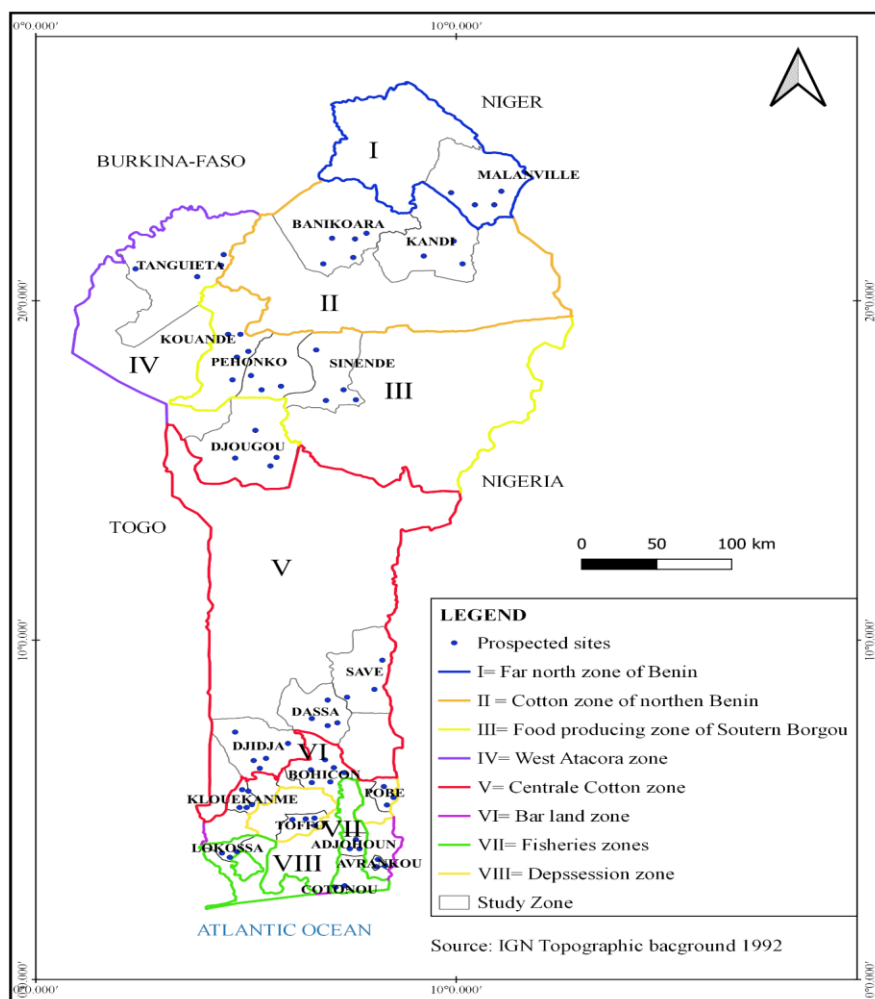 0°0.000′ 10°0.000′
NIGER
I
BURKINA-FASO
MALANVILLE
BANIKOARA
KANDI
TANGUIETA
20°0.000′ 20°0.000′
II
KOUANDE
PEHONKO
SINENDE
IV
III
DJOUGOU
NIGERIA
TOGO
0 50 100 km
V
LEGEND
Prospected sites
I= Far north zone of Benin
II = Cotton zone of northen Benin
III= Food producing zone of Soutern Borgou
IV= West Atacora zone
V= Centrale Cotton zone
VI= Bar land zone
VII= Fisheries zones
VIII= Depssession zone
Study Zone
10°0.000′ 10°0.000′
SAVE
DASSA
DJIDJA
VI
BOHICON
KLOUEKANME
POBE
TOFFO
VII
LOKOSSA
ADJOHOUN
VIII
AVRANKOU
COTONOU
ATLANTIC OCEAN
Source: IGN Topographic bacground 1992
0°0.000′ 10°0.000′